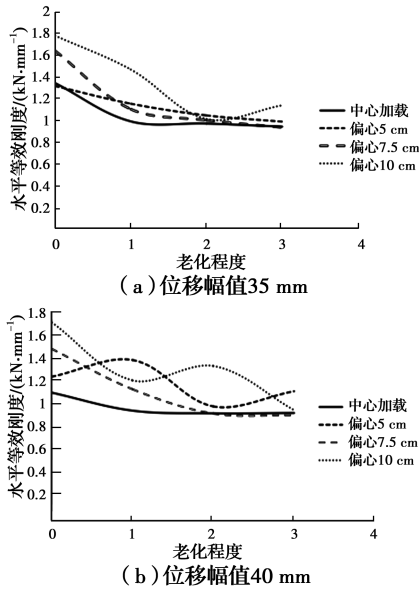 水平等效刚度/(kN·mm⁻¹)
2
1.8
1.6
1.4
1.2
1
0.8
0.6
0.4
0.2
0 1 2 3 4
老化程度
中心加载
偏心5 cm
偏心7.5 cm
偏心10 cm
(a)位移幅值35 mm
水平等效刚度/(kN·mm⁻¹)
1.8
1.6
1.4
1.2
1
0.8
0.6
0.4
0.2
0 1 2 3 4
老化程度
中心加载
偏心5 cm
偏心7.5 cm
偏心10 cm
(b)位移幅值40 mm